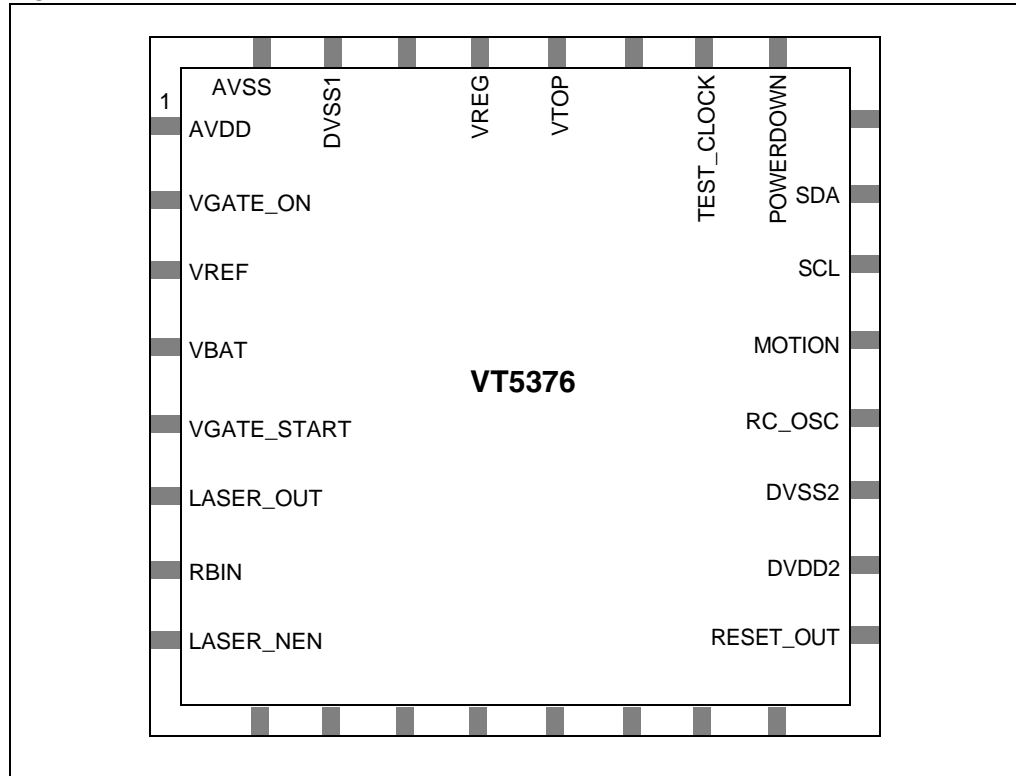 AVSS
DVSS1
VREG
VTOP
TEST_CLOCK
POWERDOWN
1
AVDD
VGATE_ON
VREF
VBAT
VGATE_START
LASER_OUT
RBIN
LASER_NEN
VT5376
SDA
SCL
MOTION
RC_OSC
DVSS2
DVDD2
RESET_OUT